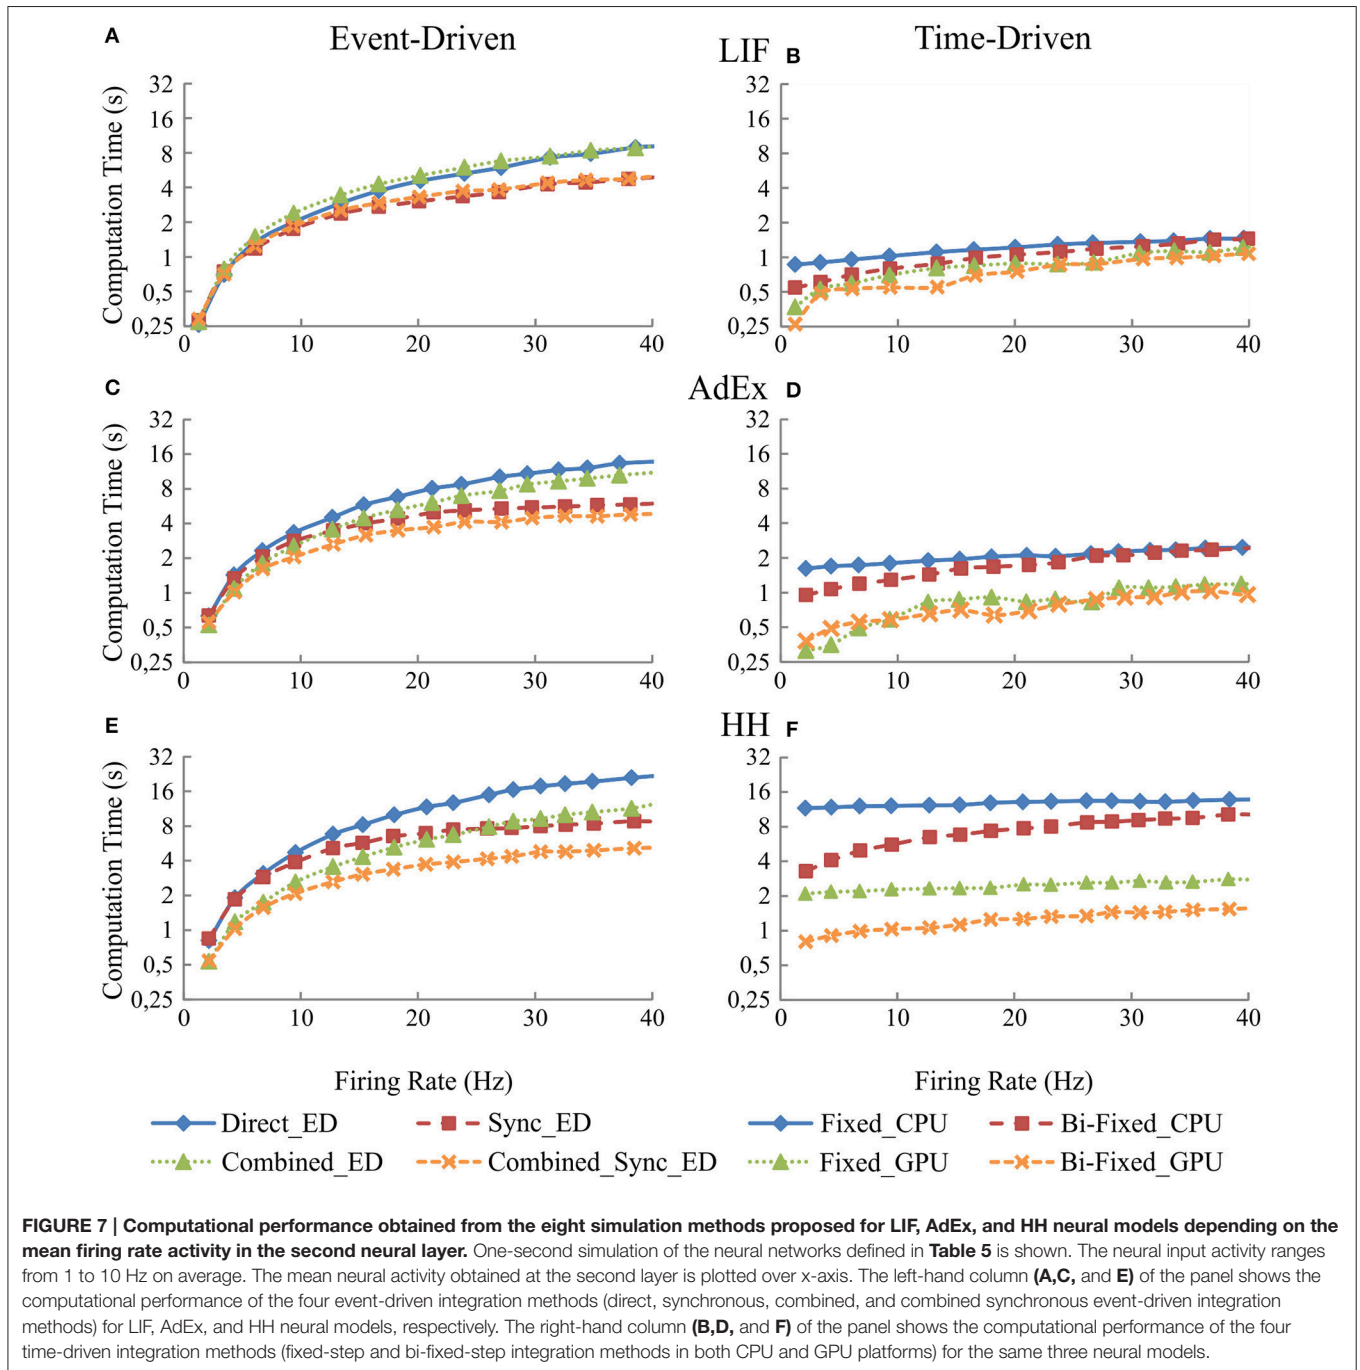 A Event-Driven
LIF
B Time-Driven
Computation Time (s)
32
16
8
4
2
1
0,5
0,25
0 10 20 30 40
32
16
8
4
2
1
0,5
0,25
0 10 20 30 40
C
AdEx
D
Computation Time (s)
32
16
8
4
2
1
0,5
0,25
0 10 20 30 40
32
16
8
4
2
1
0,5
0,25
0 10 20 30 40
E
HH
F
Computation Time (s)
32
16
8
4
2
1
0,5
0,25
0 10 20 30 40
32
16
8
4
2
1
0,5
0,25
0 10 20 30 40
Firing Rate (Hz)
Firing Rate (Hz)
Direct_ED Sync_ED
Combined_ED Combined_Sync_ED
Fixed_CPU Bi-Fixed_CPU
Fixed_GPU Bi-Fixed_GPU
FIGURE 7 | Computational performance obtained from the eight simulation methods proposed for LIF, AdEx, and HH neural models depending on the
mean firing rate activity in the second neural layer. One-second simulation of the neural networks defined in Table 5 is shown. The neural input activity ranges
from 1 to 10 Hz on average. The mean neural activity obtained at the second layer is plotted over x-axis. The left-hand column (A,C, and E) of the panel shows the
computational performance of the four event-driven integration methods (direct, synchronous, combined, and combined synchronous event-driven integration
methods) for LIF, AdEx, and HH neural models, respectively. The right-hand column (B,D, and F) of the panel shows the computational performance of the four
time-driven integration methods (fixed-step and bi-fixed-step integration methods in both CPU and GPU platforms) for the same three neural models.